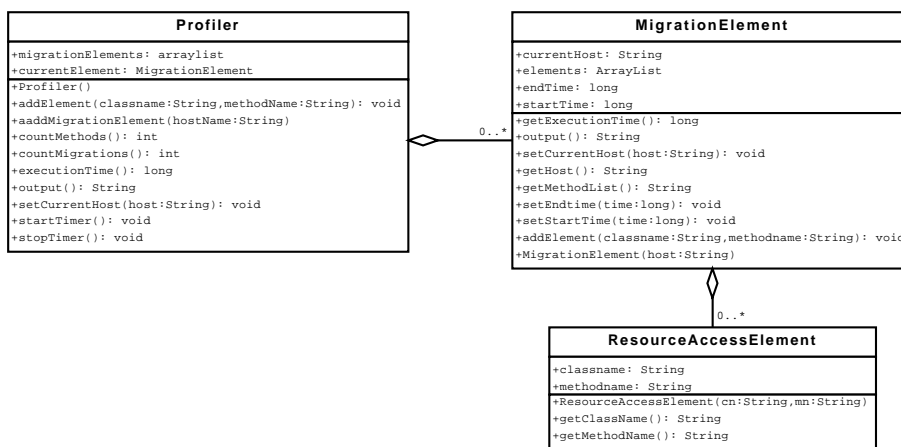 Profiler
+migrationElements: arraylist
+currentElement: MigrationElement
+Profiler()
+addElement(classname:String,methodName:String): void
+aaddMigrationElement(hostName:String)
+countMethods(): int
+countMigrations(): int
+executionTime(): long
+output(): String
+setCurrentHost(host:String): void
+startTimer(): void
+stopTimer(): void
0..*
MigrationElement
+currentHost: String
+elements: ArrayList
+endTime: long
+startTime: long
+getExecutionTime(): long
+output(): String
+setCurrentHost(host:String): void
+getHost(): String
+getMethodList(): String
+setEndtime(time:long): void
+setStartTime(time:long): void
+addElement(classname:String,methodname:String): void
+MigrationElement(host:String)
0..*
ResourceAccessElement
+classname: String
+methodname: String
+ResourceAccessElement(cn:String,mn:String)
+getClassName(): String
+getMethodName(): String